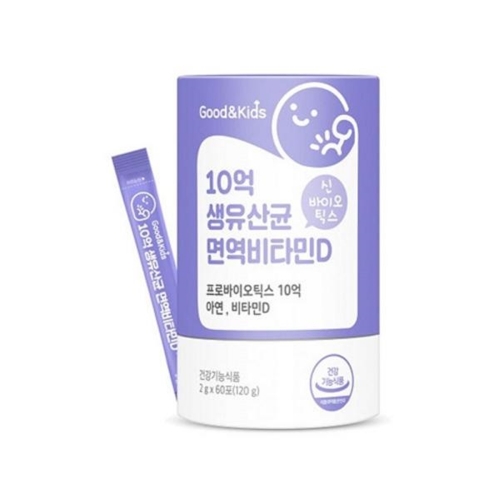 Good&Kids
10억
생유산균
면역비타민D
신
바이오
틱스
프로바이오틱스 10억
아연, 비타민D
건강기능식품
2 g x 60포(120 g)
건강
기능식품
Good&Kids
10억 생유산균 면역비타민D